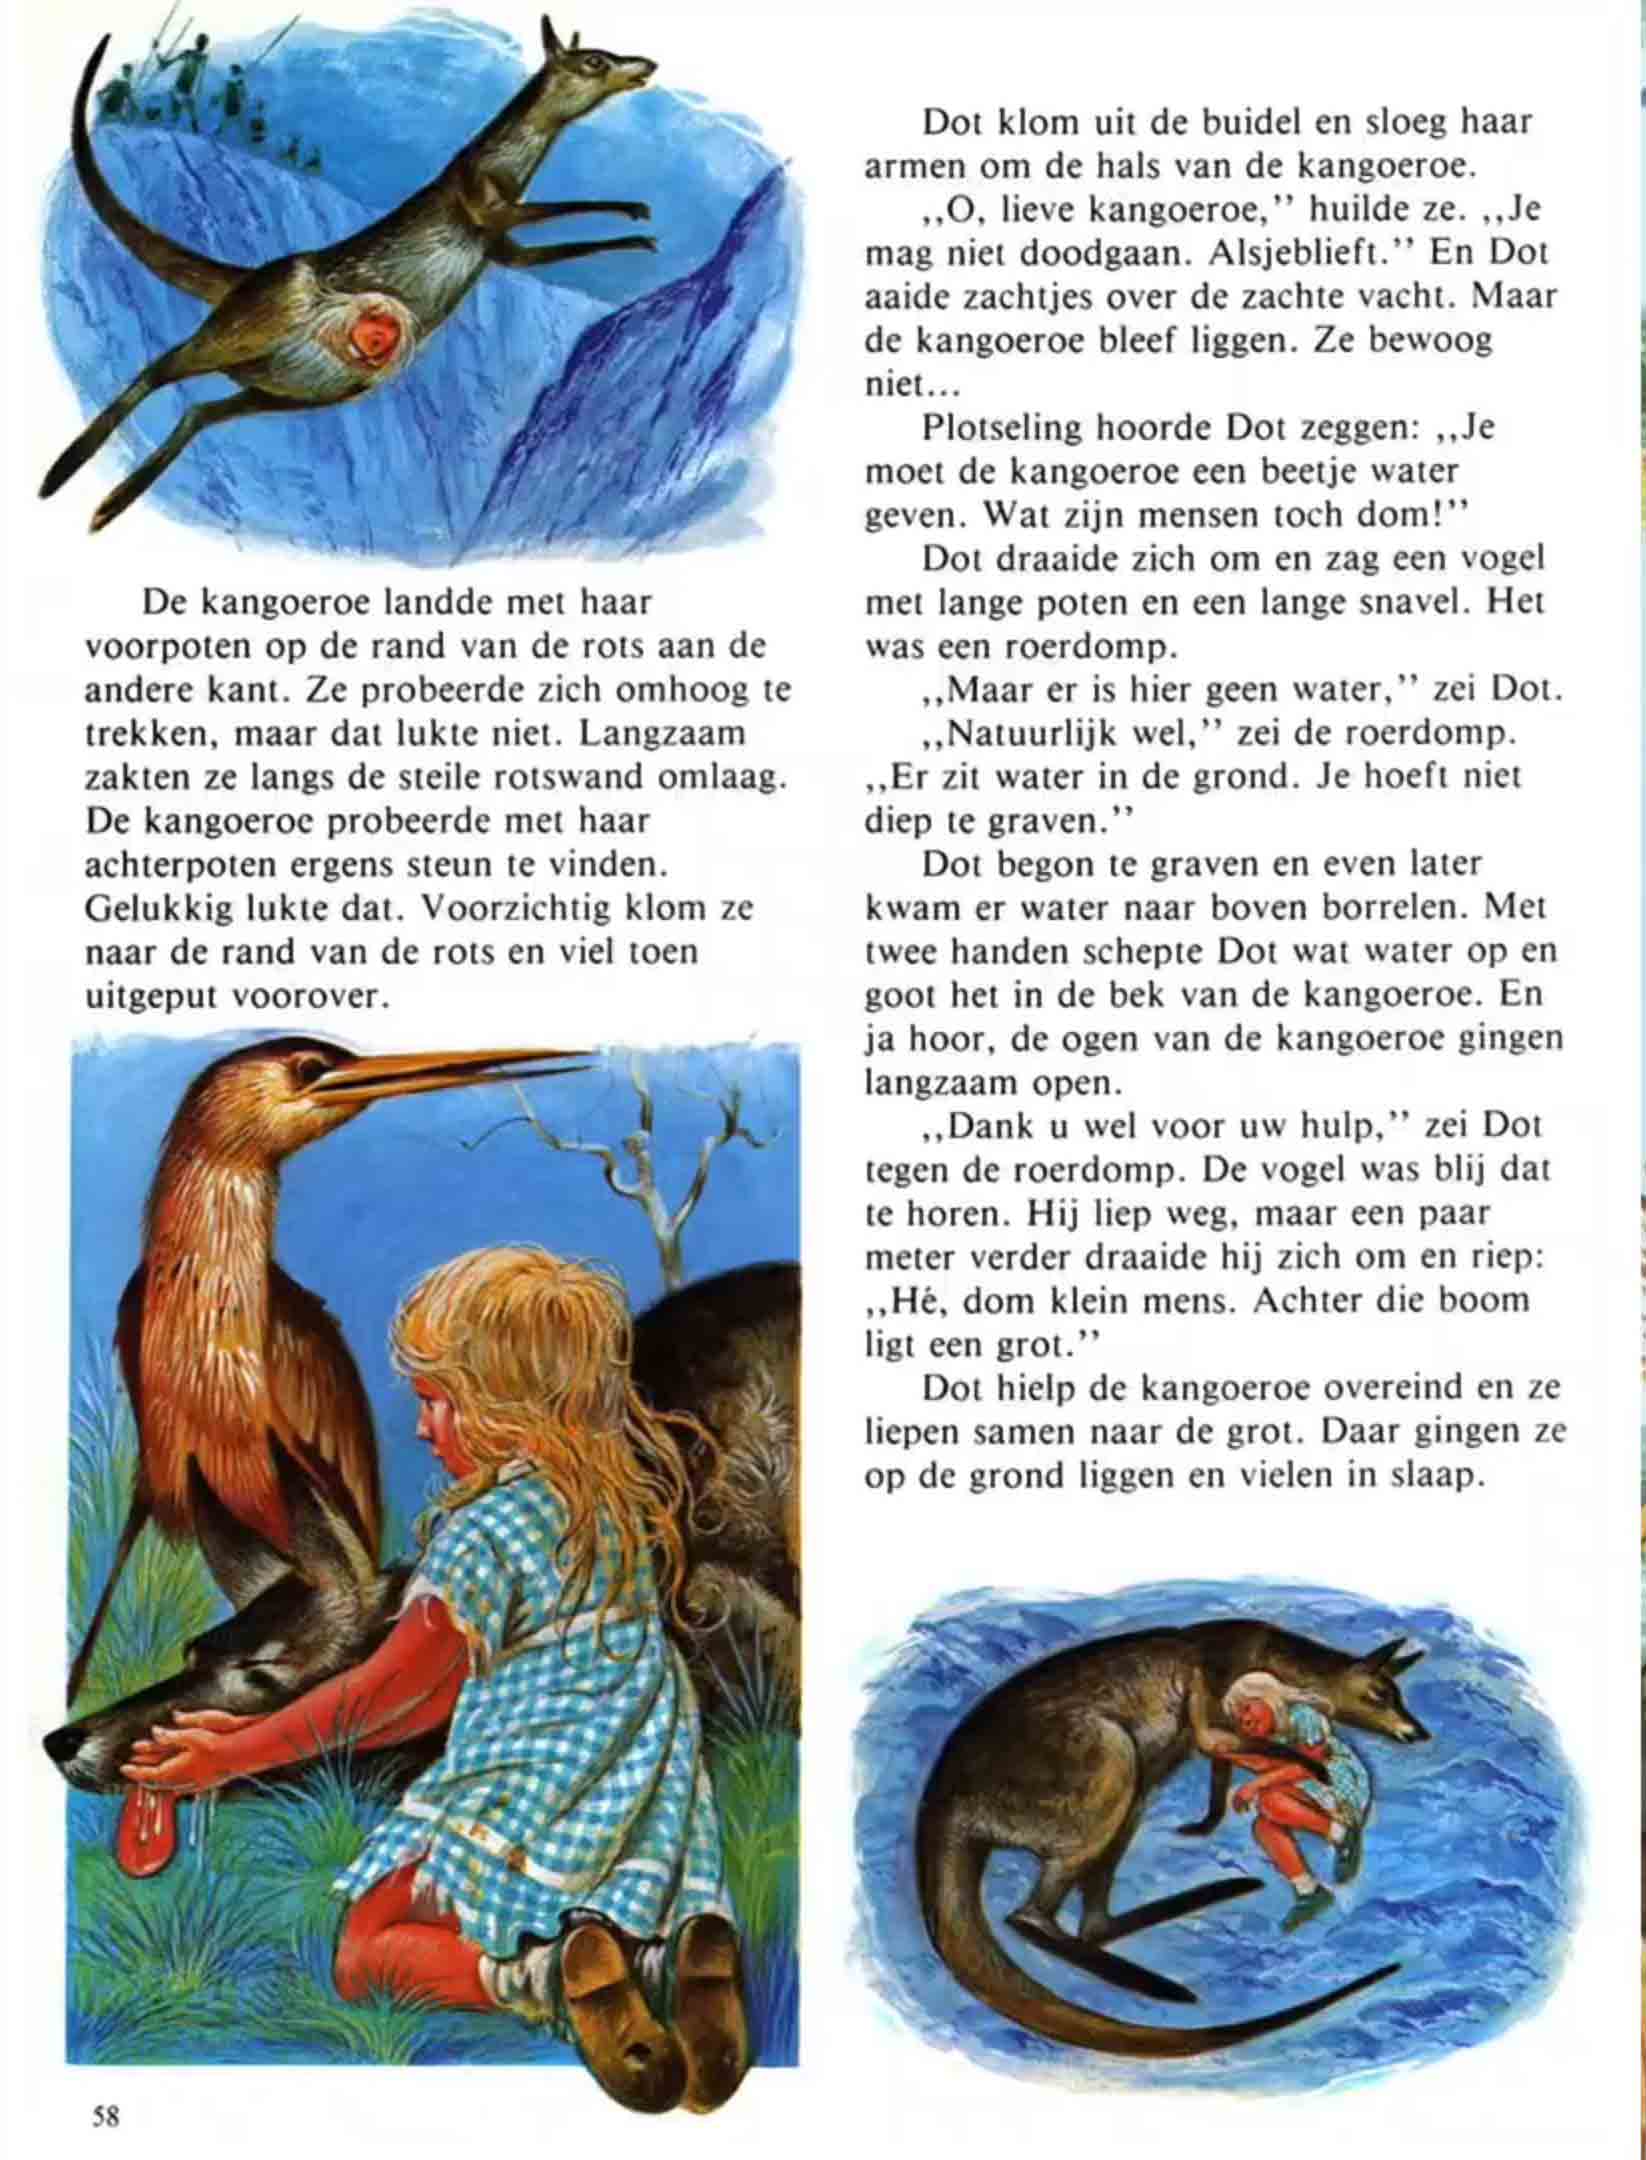 De kangoeroe landde met haar
voorpoten op de rand van de rots aan de
andere kant. Ze probeerde zich omhoog te
trekken, maar dat lukte niet. Langzaam
zakten ze langs de steile rotswand omlaag.
De kangoeroe probeerde met haar
achterpoten ergens steun te vinden.
Gelukkig lukte dat. Voorzichtig klom ze
naar de rand van de rots en viel toen
uitgeput voorover.
Dot klom uit de buidel en sloeg haar
armen om de hals van de kangoeroe.
,,O, lieve kangoeroe,’’ huilde ze. ,,Je
mag niet doodgaan. Alsjeblieft.’’ En Dot
aaide zachtjes over de zachte vacht. Maar
de kangoeroe bleef liggen. Ze bewoog
niet...
Plotseling hoorde Dot zeggen: ,,Je
moet de kangoeroe een beetje water
geven. Wat zijn mensen toch dom!’’
Dot draaide zich om en zag een vogel
met lange poten en een lange snavel. Het
was een roerdomp.
,,Maar er is hier geen water,’’ zei Dot.
,,Natuurlijk wel,’’ zei de roerdomp.
,,Er zit water in de grond. Je hoeft niet
diep te graven.’’
Dot begon te graven en even later
kwam er water naar boven borrelen. Met
twee handen schepte Dot wat water op en
goot het in de bek van de kangoeroe. En
ja hoor, de ogen van de kangoeroe gingen
langzaam open.
,,Dank u wel voor uw hulp,’’ zei Dot
tegen de roerdomp. De vogel was blij dat
te horen. Hij liep weg, maar een paar
meter verder draaide hij zich om en riep:
,,Hé, dom klein mens. Achter die boom
ligt een grot.’’
Dot hielp de kangoeroe overeind en ze
liepen samen naar de grot. Daar gingen ze
op de grond liggen en vielen in slaap.
58